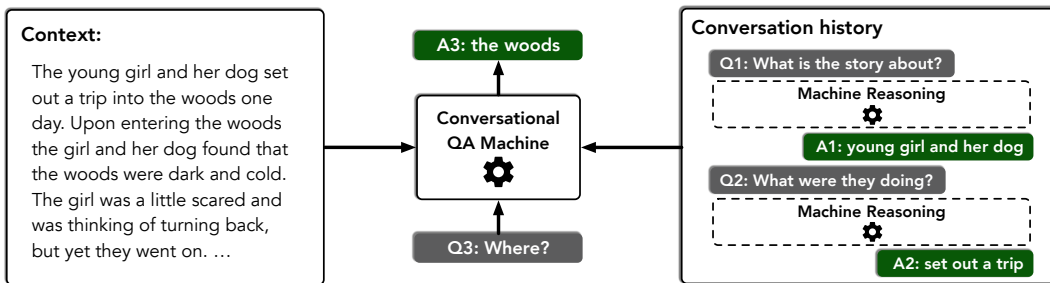 Context:
The young girl and her dog set
out a trip into the woods one
day. Upon entering the woods
the girl and her dog found that
the woods were dark and cold.
The girl was a little scared and
was thinking of turning back,
but yet they went on. …
A3: the woods
Conversational
QA Machine
Q3: Where?
Conversation history
Q1: What is the story about?
Machine Reasoning
A1: young girl and her dog
Q2: What were they doing?
Machine Reasoning
A2: set out a trip